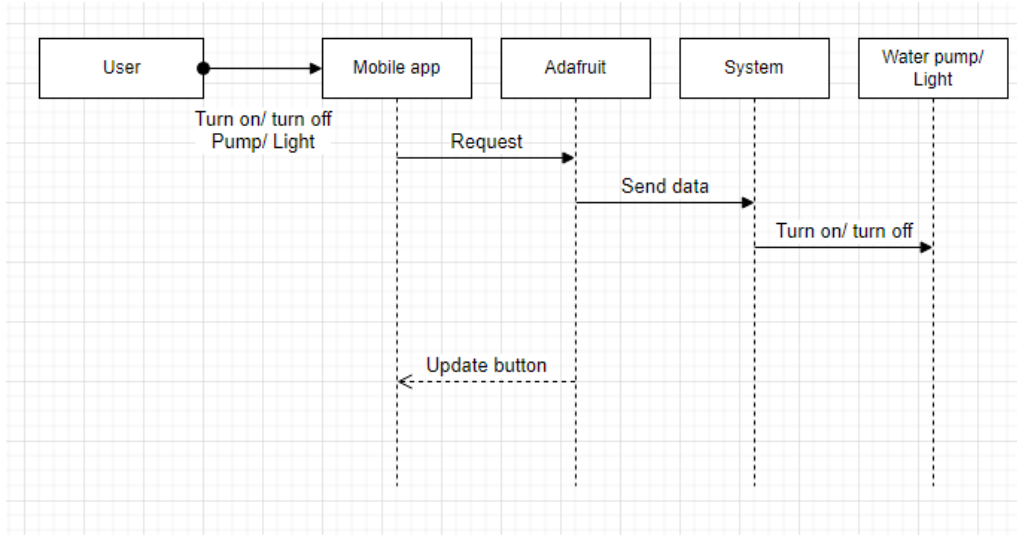 User
Mobile app
Adafruit
System
Water pump/
Light
Turn on/ turn off
Pump/ Light
Request
Send data
Turn on/ turn off
Update button